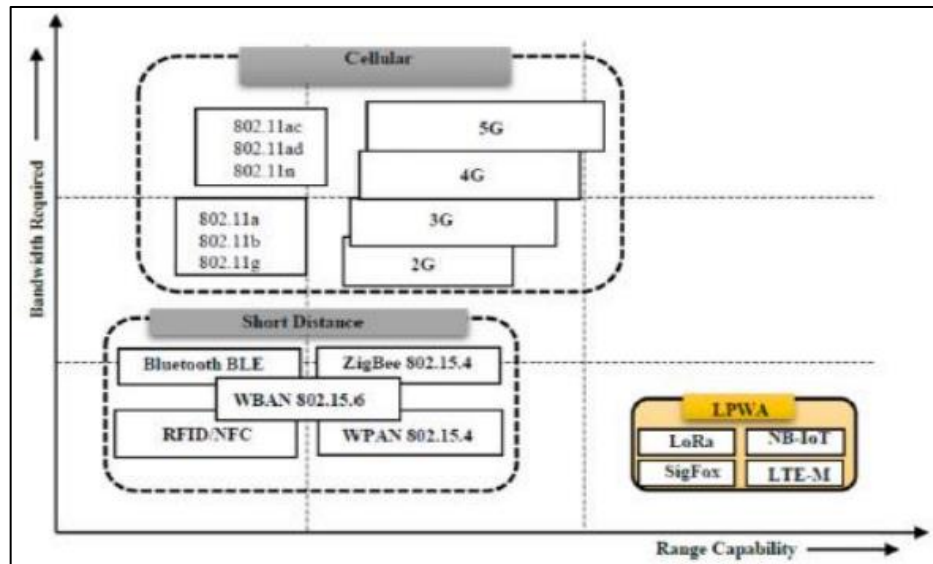 Cellular
802.11ac
802.11ad
802.11n
5G
4G
802.11a
802.11b
802.11g
3G
2G
Bandwidth Required
Short Distance
Bluetooth BLE
ZigBee 802.15.4
WBAN 802.15.6
RFID/NFC
WPAN 802.15.4
LPWA
LoRa
NB-IoT
SigFox
LTE-M
Range Capability